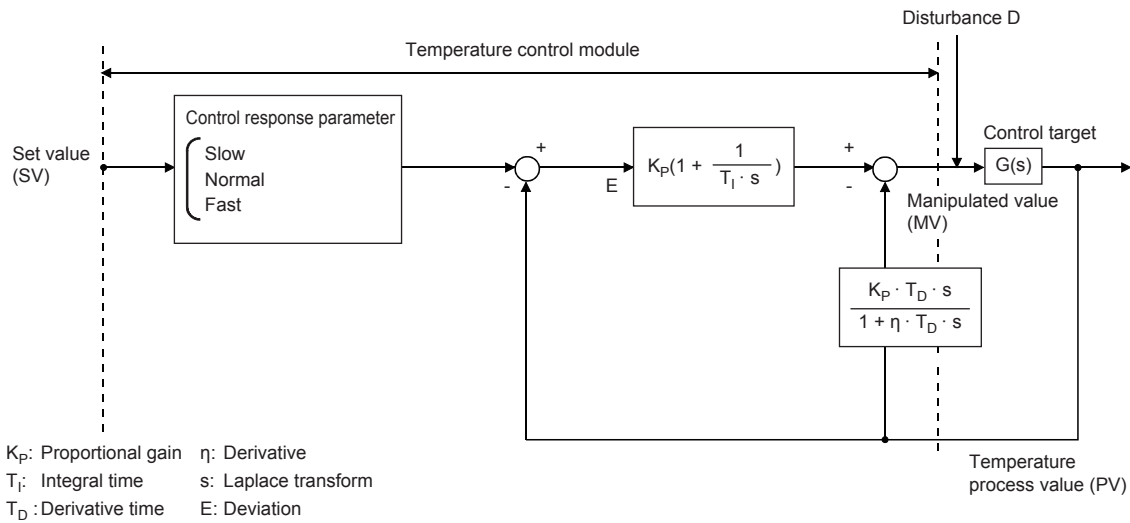 Disturbance D
Temperature control module
Control response parameter
Slow
Normal
Fast
Set value
(SV)
+
-
E
K_P(1 + 1 / (T_I · s))
+
-
Control target
G(s)
Manipulated value
(MV)
K_P · T_D · s
1 + η · T_D · s
Temperature
process value (PV)
K_P: Proportional gain η: Derivative
T_I: Integral time s: Laplace transform
T_D : Derivative time E: Deviation